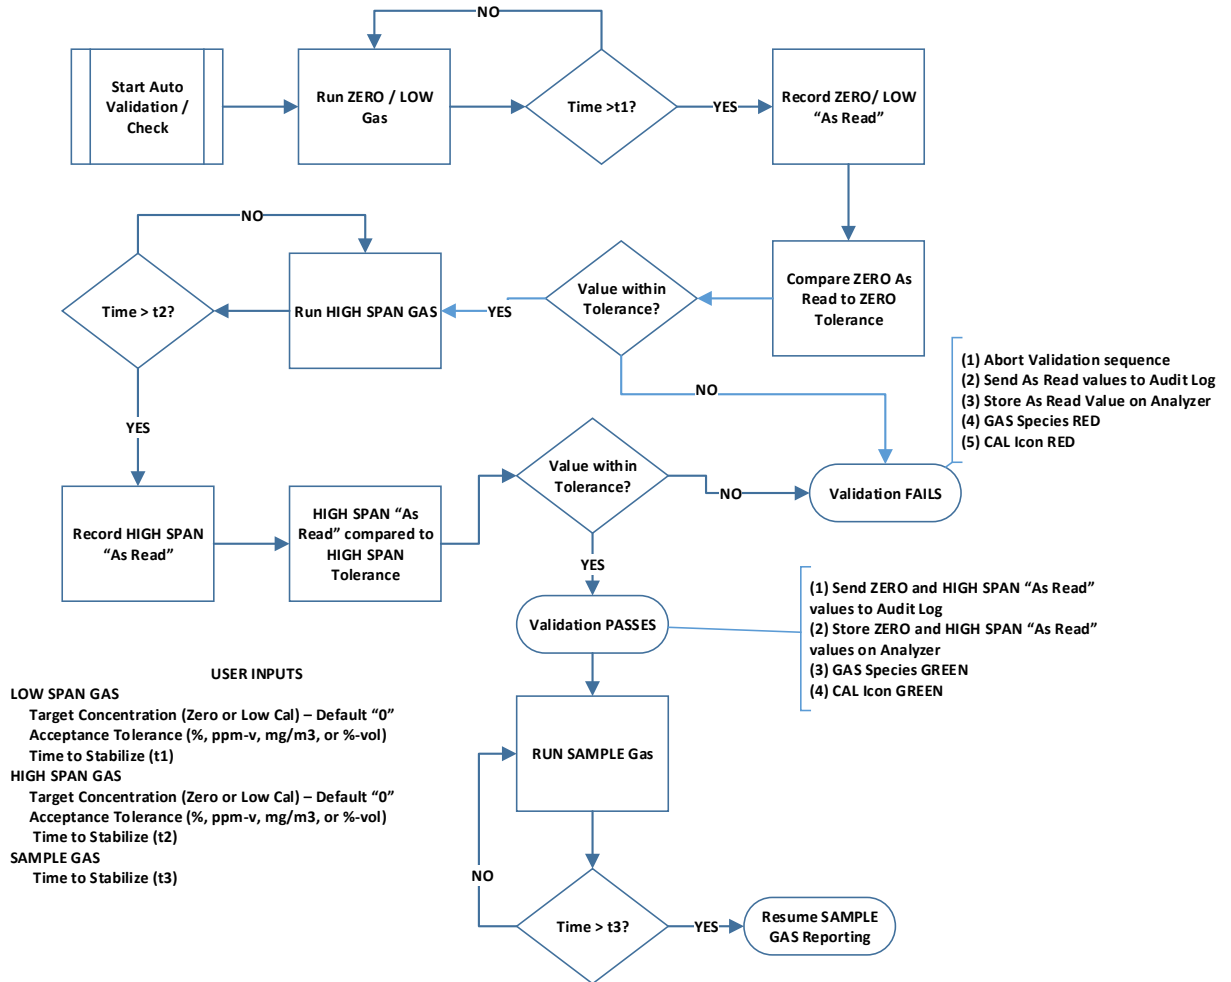 NO
Start Auto
Validation /
Check
Run ZERO / LOW
Gas
Time >t1?
YES
Record ZERO/ LOW
“As Read”
NO
Time > t2?
Run HIGH SPAN GAS
YES
Value within
Tolerance?
Compare ZERO As
Read to ZERO
Tolerance
NO
(1) Abort Validation sequence
(2) Send As Read values to Audit Log
(3) Store As Read Value on Analyzer
(4) GAS Species RED
(5) CAL Icon RED
YES
Record HIGH SPAN
“As Read”
HIGH SPAN “As
Read” compared to
HIGH SPAN
Tolerance
Value within
Tolerance?
NO
Validation FAILS
YES
Validation PASSES
(1) Send ZERO and HIGH SPAN “As Read”
values to Audit Log
(2) Store ZERO and HIGH SPAN “As Read”
values on Analyzer
(3) GAS Species GREEN
(4) CAL Icon GREEN
USER INPUTS
LOW SPAN GAS
Target Concentration (Zero or Low Cal) – Default “0”
Acceptance Tolerance (%, ppm-v, mg/m3, or %-vol)
Time to Stabilize (t1)
HIGH SPAN GAS
Target Concentration (Zero or Low Cal) – Default “0”
Acceptance Tolerance (%, ppm-v, mg/m3, or %-vol)
Time to Stabilize (t2)
SAMPLE GAS
Time to Stabilize (t3)
RUN SAMPLE Gas
NO
Time > t3?
YES
Resume SAMPLE
GAS Reporting